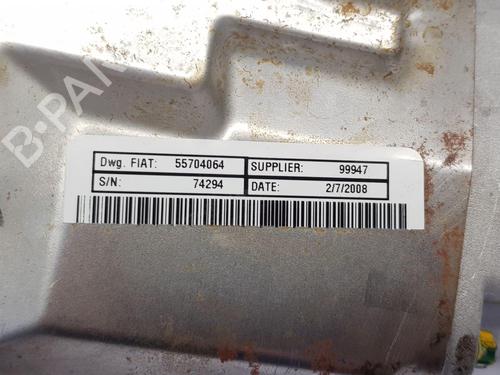 B-PAR
Dwg. FIAT: 55704064 SUPPLIER: 99947
S/N: 74294 DATE: 2/7/2008